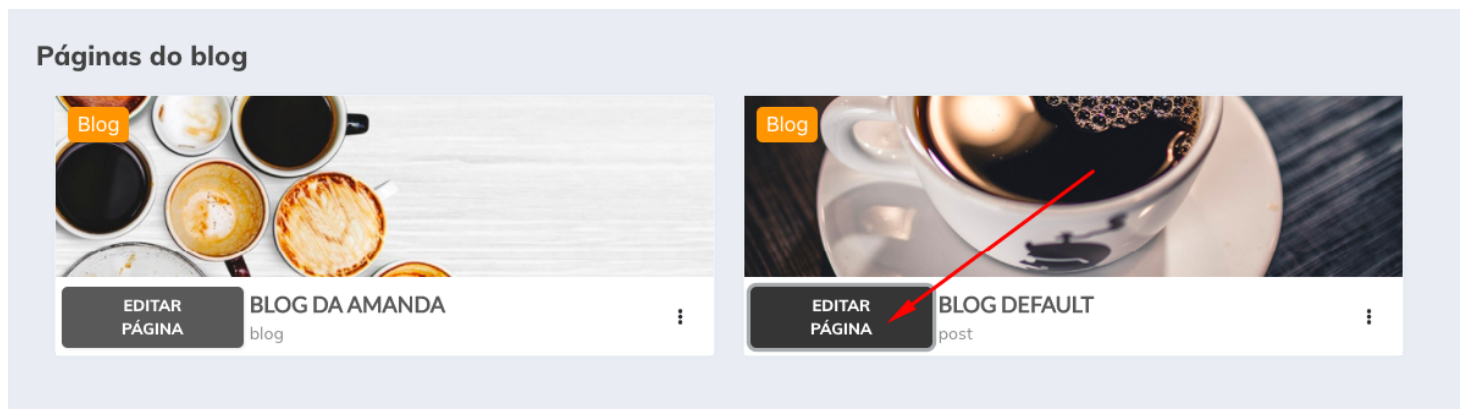 Páginas do blog
Blog
EDITAR
PÁGINA
BLOG DA AMANDA
blog
Blog
EDITAR
PÁGINA
BLOG DEFAULT
post